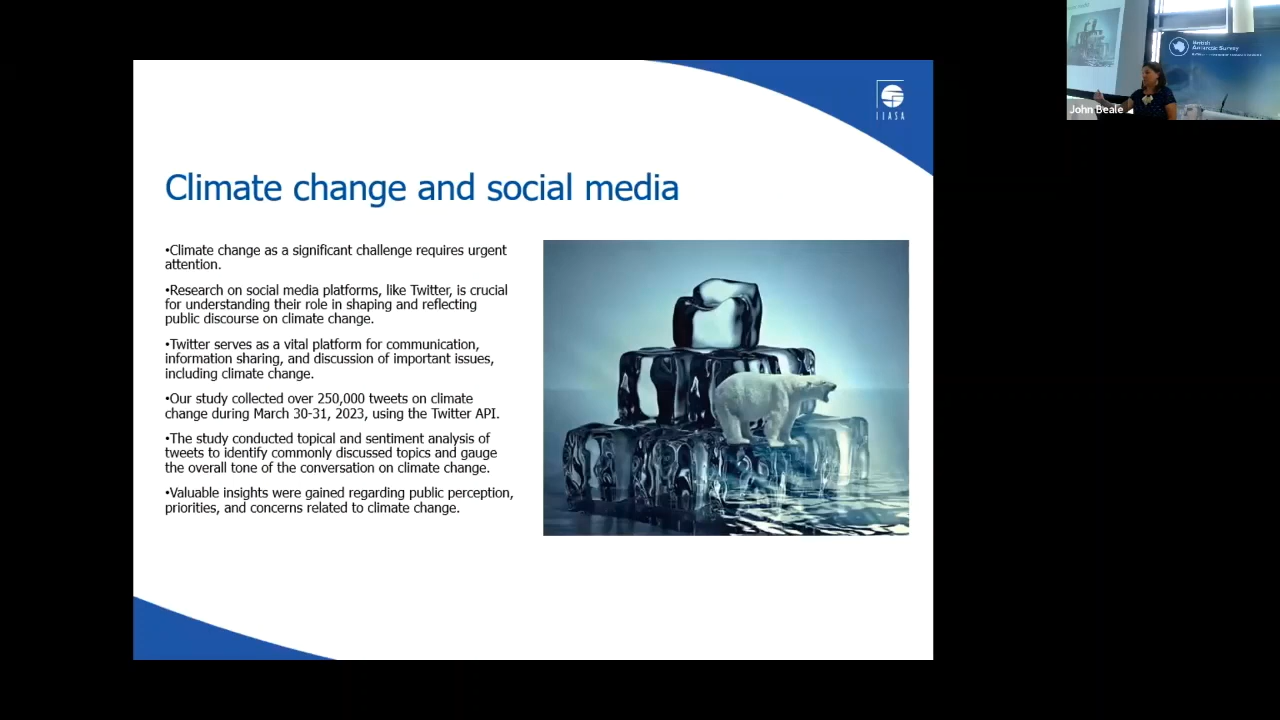 British
Antarctic Survey
John Beale
IIASA
Climate change and social media
•Climate change as a significant challenge requires urgent
attention.
•Research on social media platforms, like Twitter, is crucial
for understanding their role in shaping and reflecting
public discourse on climate change.
•Twitter serves as a vital platform for communication,
information sharing, and discussion of important issues,
including climate change.
•Our study collected over 250,000 tweets on climate
change during March 30-31, 2023, using the Twitter API.
•The study conducted topical and sentiment analysis of
tweets to identify commonly discussed topics and gauge
the overall tone of the conversation on climate change.
•Valuable insights were gained regarding public perception,
priorities, and concerns related to climate change.